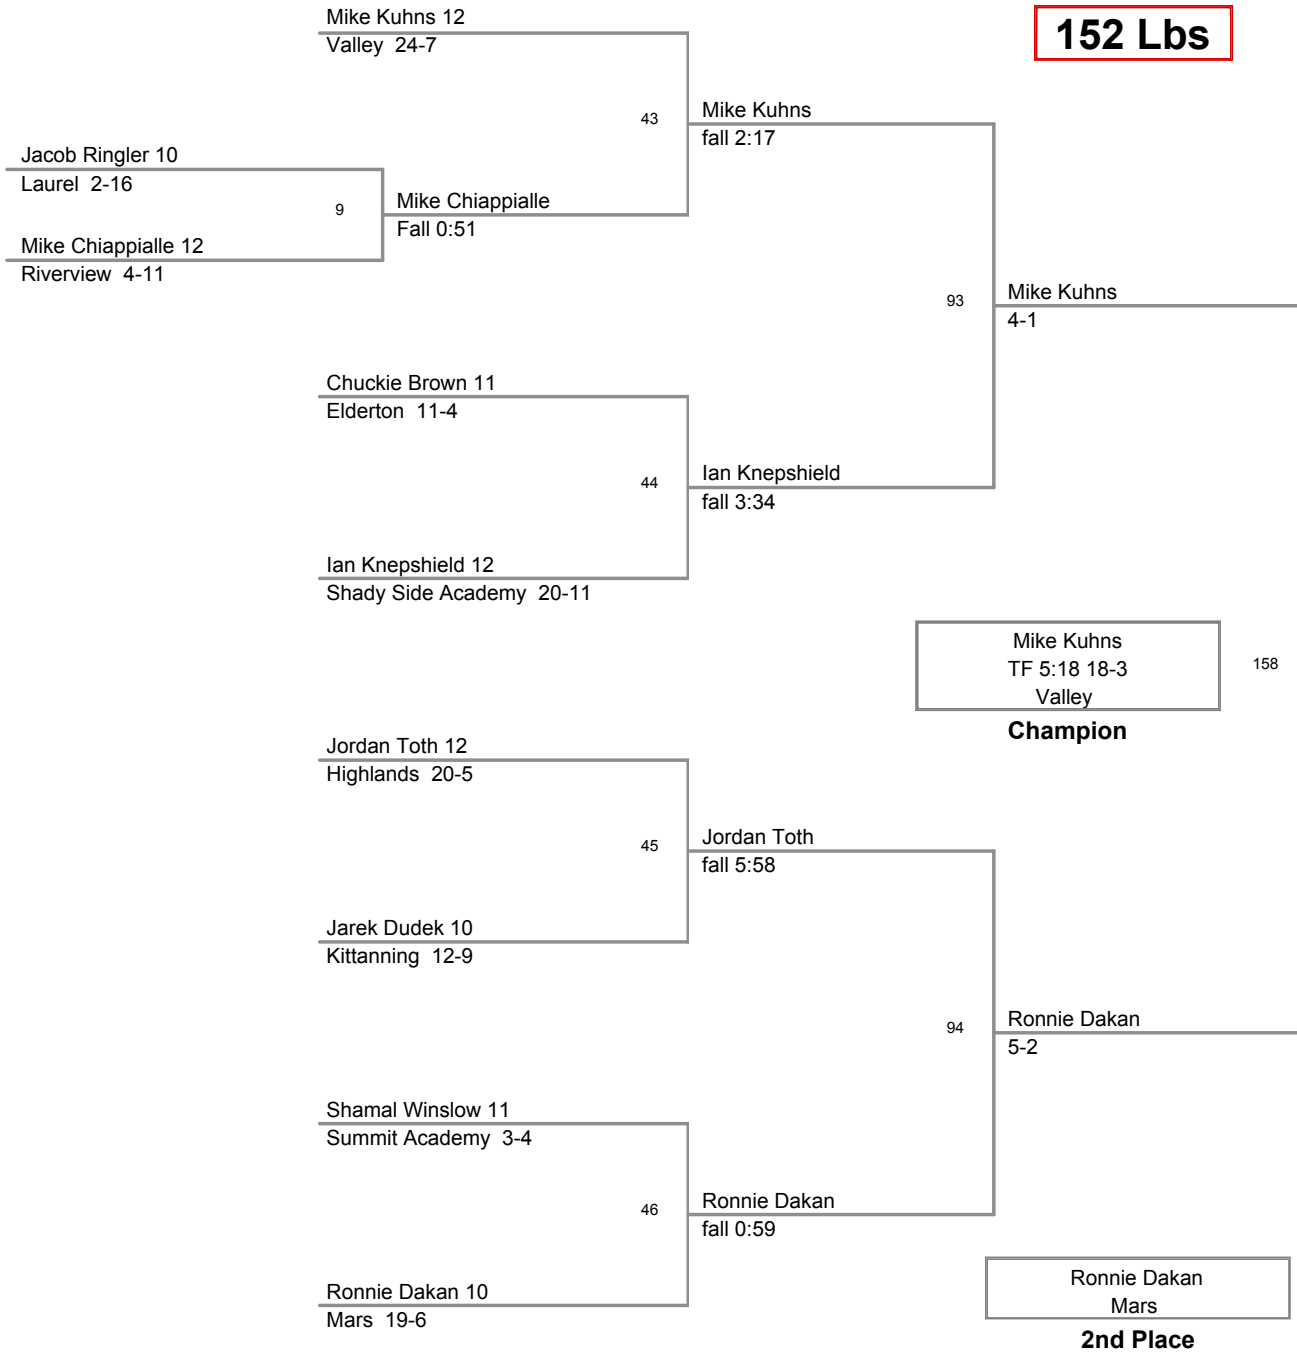 Mike Kuhns 12
Valley 24-7
152 Lbs
43
Mike Kuhns
fall 2:17
Jacob Ringler 10
Laurel 2-16
9
Mike Chiappialle
Fall 0:51
Mike Chiappialle 12
Riverview 4-11
93
Mike Kuhns
4-1
Chuckie Brown 11
Elderton 11-4
44
Ian Knepshield
fall 3:34
Ian Knepshield 12
Shady Side Academy 20-11
Mike Kuhns
TF 5:18 18-3
Valley
158
Champion
Jordan Toth 12
Highlands 20-5
45
Jordan Toth
fall 5:58
Jarek Dudek 10
Kittanning 12-9
94
Ronnie Dakan
5-2
Shamal Winslow 11
Summit Academy 3-4
46
Ronnie Dakan
fall 0:59
Ronnie Dakan 10
Mars 19-6
Ronnie Dakan
Mars
2nd Place